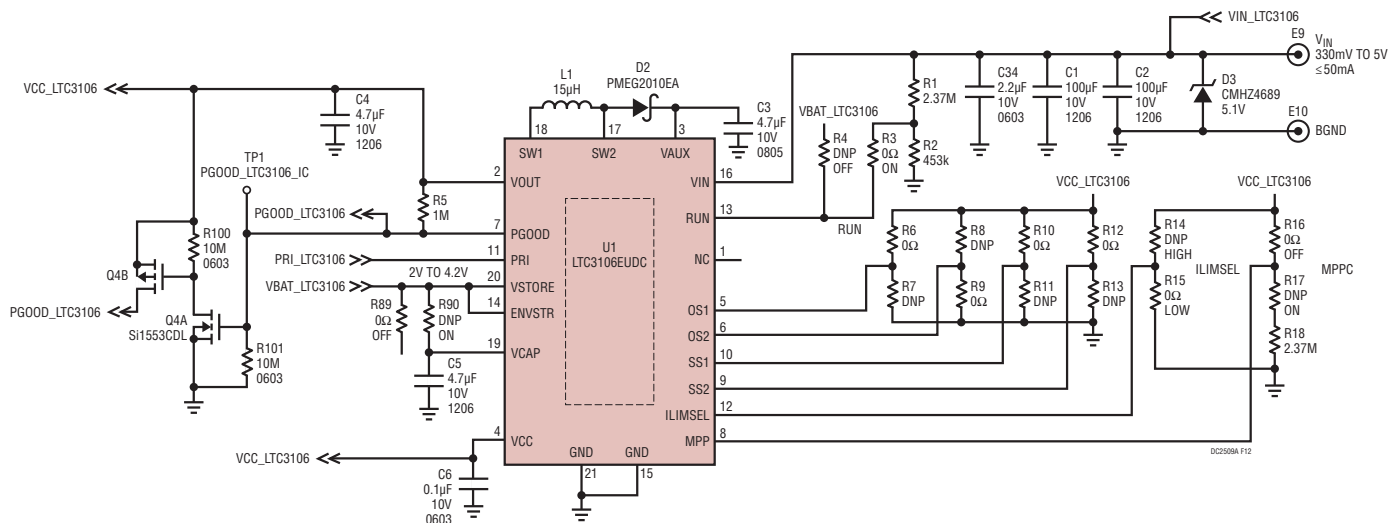 VIN_LTC3106
E9
VIN
330mV TO 5V
≤50mA
VCC_LTC3106
C4
4.7µF
10V
1206
L1
15µH
D2
PMEG2010EA
C3
4.7µF
10V
0805
VBAT_LTC3106
R4
DNP
OFF
R3
0Ω
ON
R1
2.37M
R2
453k
C34
2.2µF
10V
0603
C1
100µF
10V
1206
C2
100µF
10V
1206
D3
CMHZ4689
5.1V
E10
BGND
TP1
PGOOD_LTC3106_IC
PGOOD_LTC3106
R5
1M
R100
10M
0603
Q4B
PGOOD_LTC3106
Q4A
Si1553CDL
R101
10M
0603
PRI_LTC3106
VBAT_LTC3106
2V TO 4.2V
R89
0Ω
OFF
R90
DNP
ON
C5
4.7µF
10V
1206
VCC_LTC3106
C6
0.1µF
10V
0603
18
17
3
SW1
SW2
VAUX
2
VOUT
7
PGOOD
11
PRI
20
VSTORE
14
ENVSTR
19
VCAP
4
VCC
U1
LTC3106EUDC
GND
GND
21
15
VIN
16
RUN
13
RUN
NC
1
OS1
5
OS2
6
SS1
10
SS2
9
ILIMSEL
12
MPP
8
VCC_LTC3106
R6
0Ω
R8
DNP
R10
0Ω
R12
0Ω
R7
DNP
R9
0Ω
R11
DNP
R13
DNP
VCC_LTC3106
R14
DNP
HIGH
R15
0Ω
LOW
ILIMSEL
R16
0Ω
OFF
R17
DNP
ON
R18
2.37M
MPPC
DC2509A F12